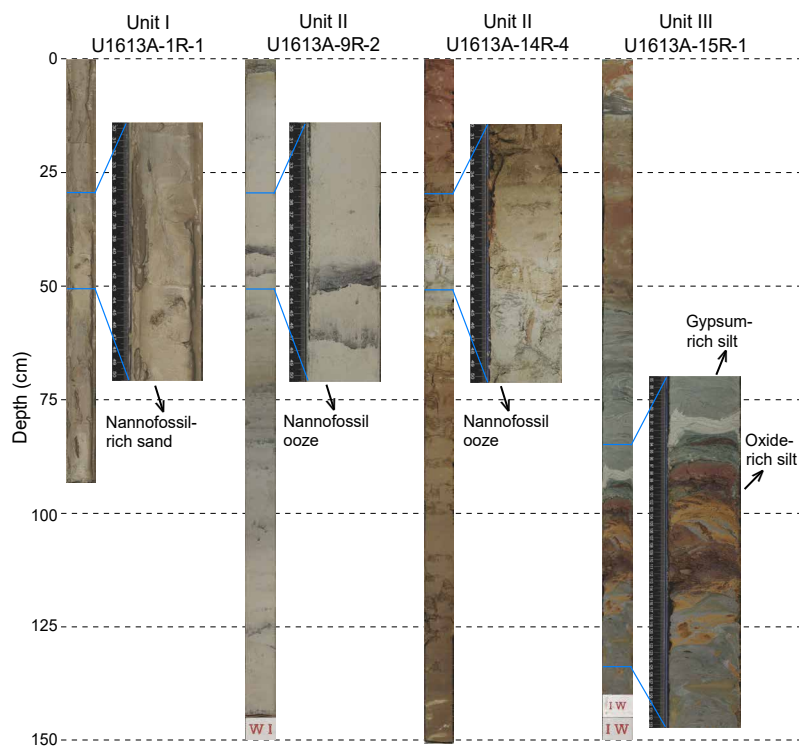 Unit I
U1613A-1R-1
Unit II
U1613A-9R-2
Unit II
U1613A-14R-4
Unit III
U1613A-15R-1
Depth (cm)
0
25
50
75
100
125
150
Nannofossil-
rich sand
Nannofossil
ooze
Nannofossil
ooze
Gypsum-
rich silt
Oxide-
rich silt
W I
I W
I W